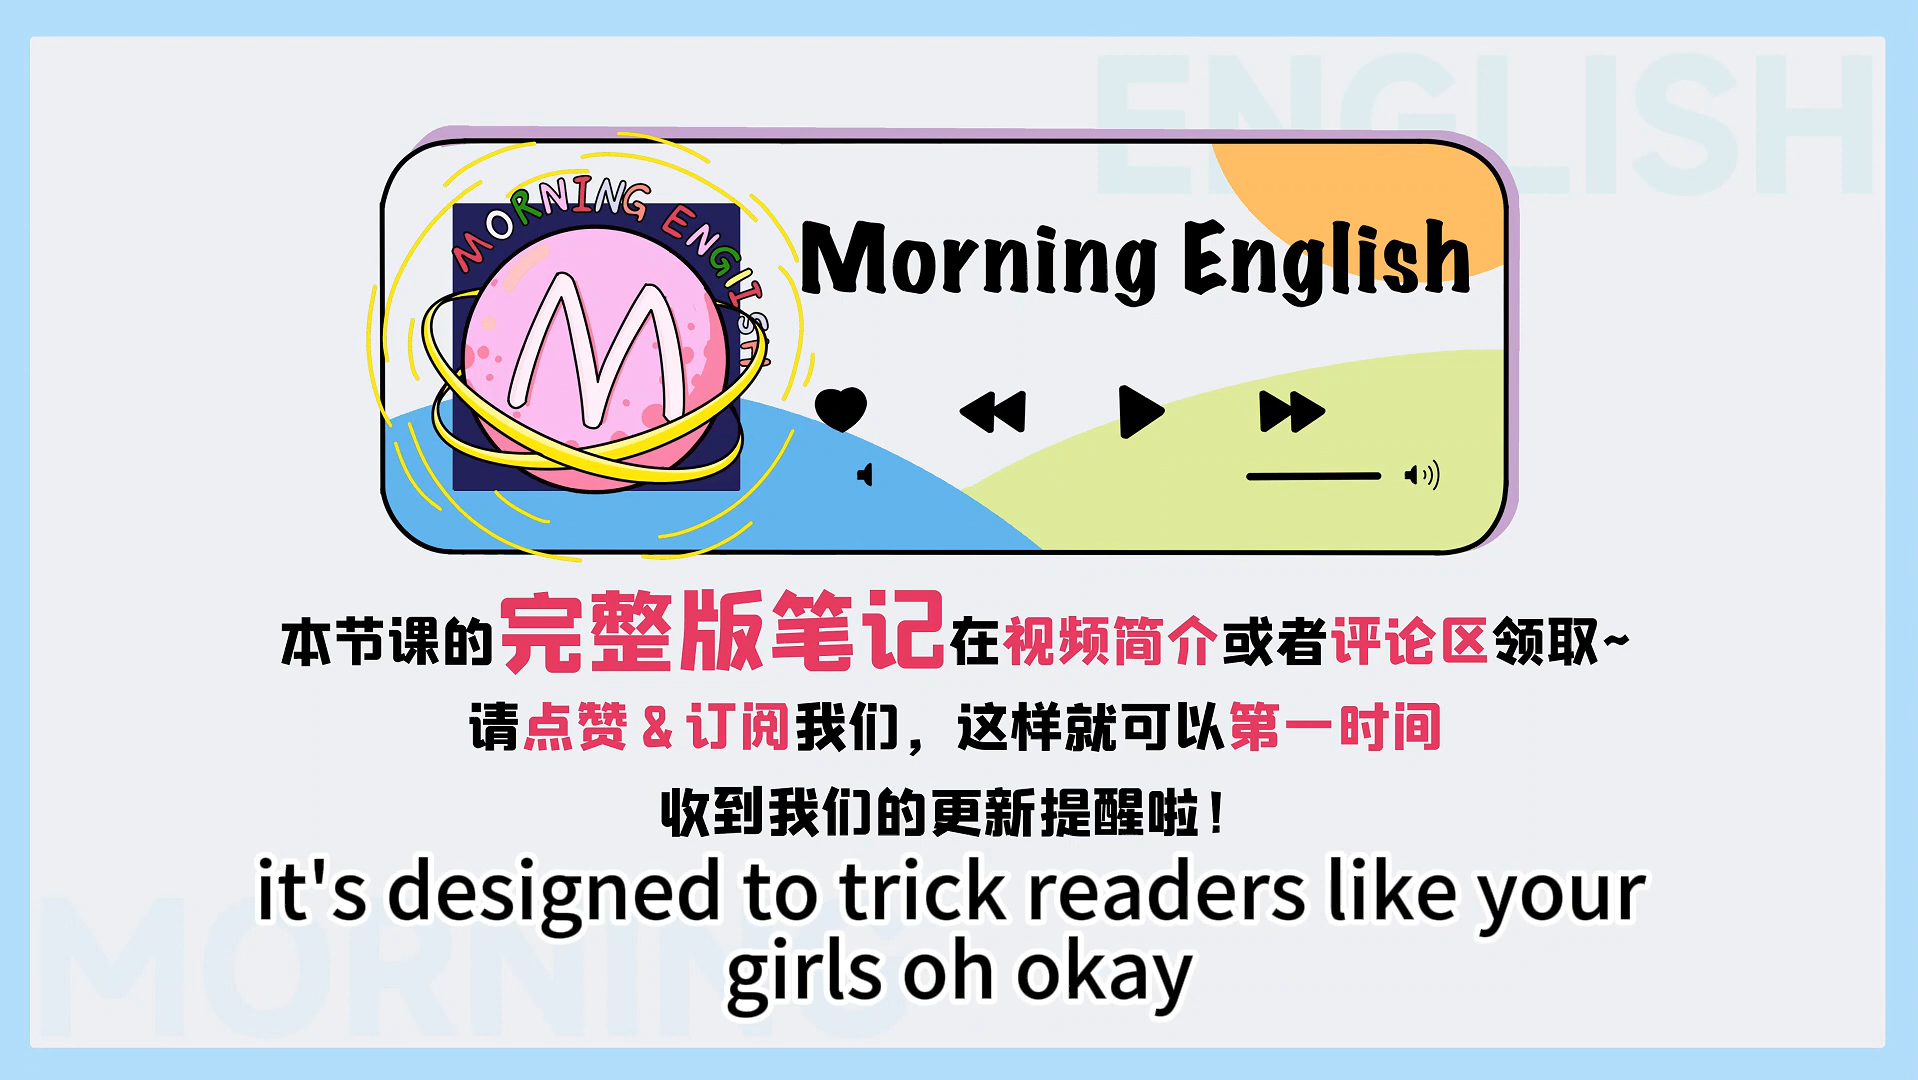 ENGLISH
MORNING ENGLISH
M
Morning English
本节课的完整版笔记在视频简介或者评论区领取~
请点赞&订阅我们，这样就可以第一时间
收到我们的更新提醒啦！
it's designed to trick readers like your
girls oh okay
MORNING